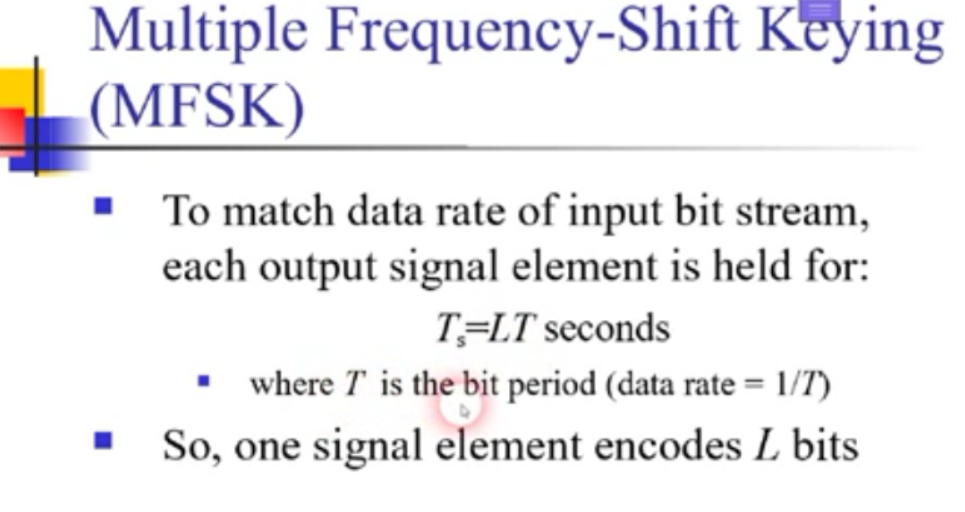 Multiple Frequency-Shift Keying
(MFSK)
To match data rate of input bit stream,
each output signal element is held for:
Tₛ=LT seconds
where T is the bit period (data rate = 1/T)
So, one signal element encodes L bits